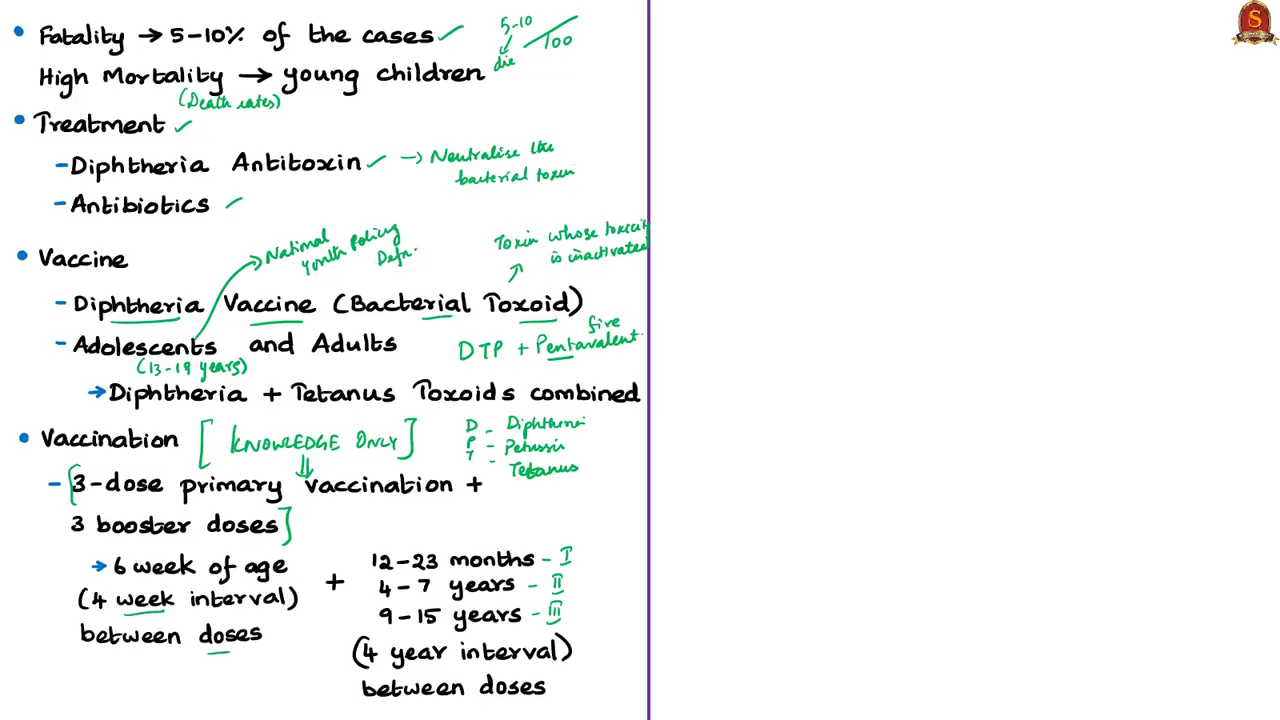 • Fatality → 5-10% of the cases ✓
5-10
/100
die
High Mortality → young children
(Death rates)
• Treatment ✓
- Diphtheria Antitoxin ✓ → Neutralise the
bacterial toxin
- Antibiotics
• Vaccine
→ National
Youth Policy
Defn.
Toxin whose toxicity
is inactivated
- Diphtheria Vaccine (Bacterial Toxoid)
- Adolescents and Adults
(13-19 years)
five
DTP + Pentavalent
→ Diphtheria + Tetanus Toxoids combined
• Vaccination [KNOWLEDGE ONLY]
D - Diphtheria
P - Petussis
T - Tetanus
- [3-dose primary vaccination +
3 booster doses]
→ 6 week of age
(4 week interval)
between doses
+
12-23 months - I
4-7 years - II
9-15 years - III
(4 year interval)
between doses
S